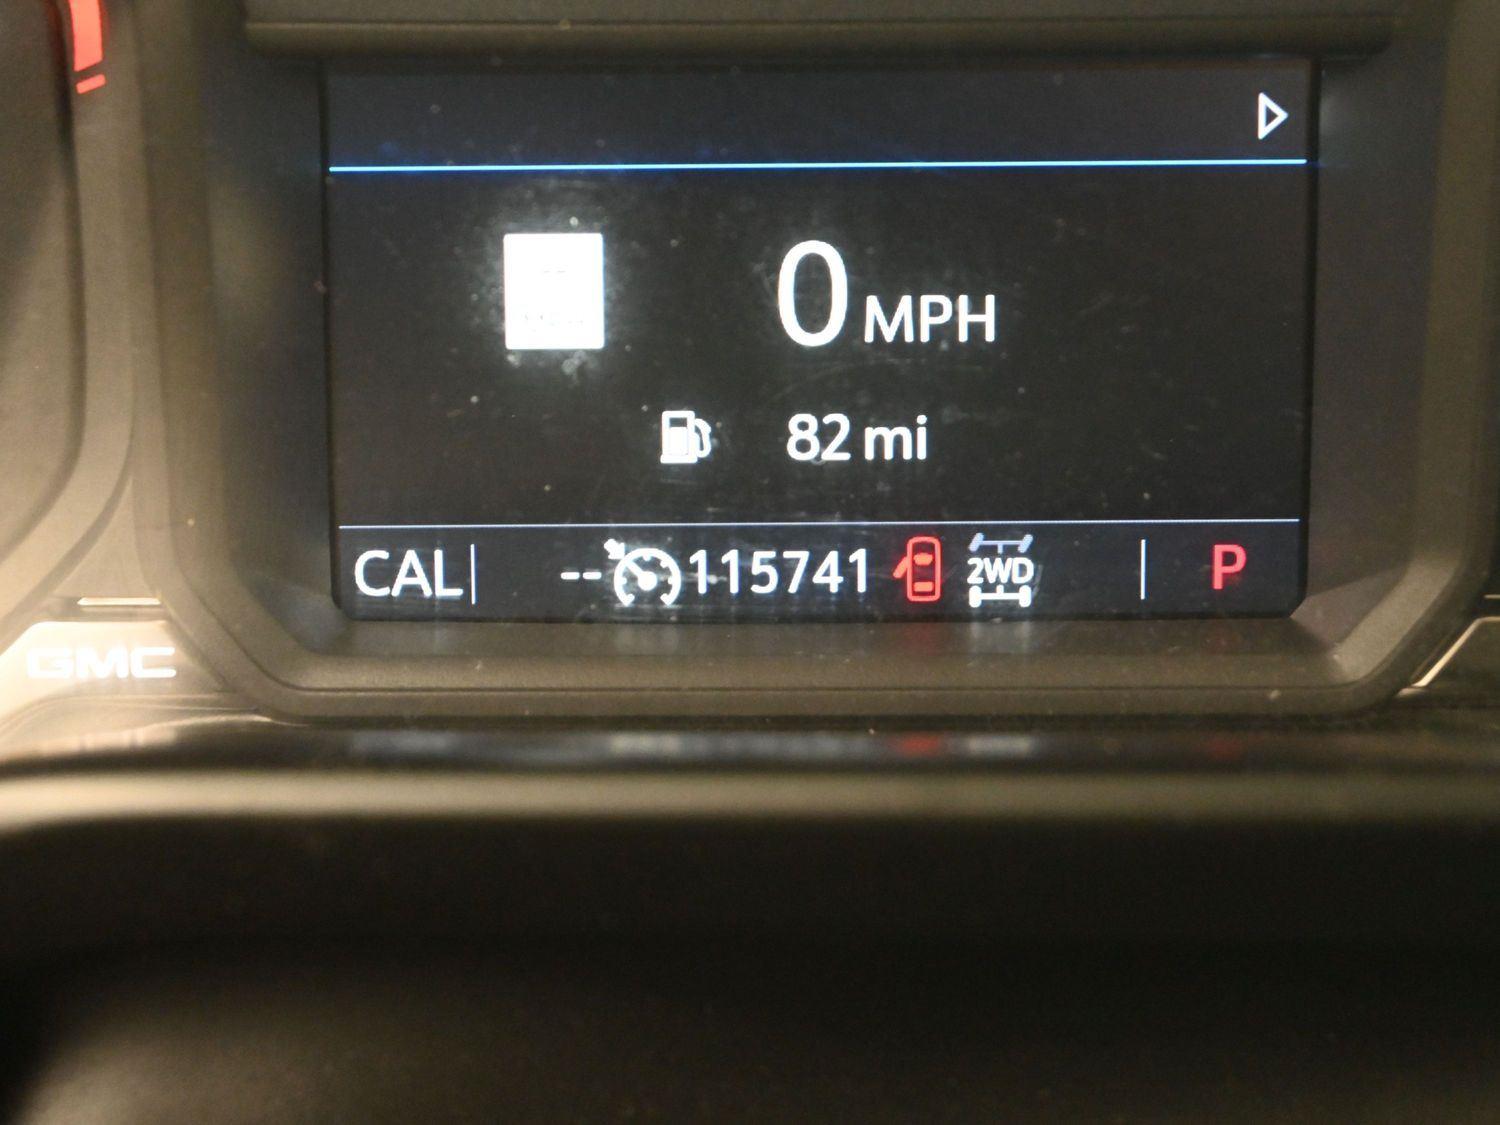 0 MPH
82 mi
CAL -- 115741 2WD P
GMC